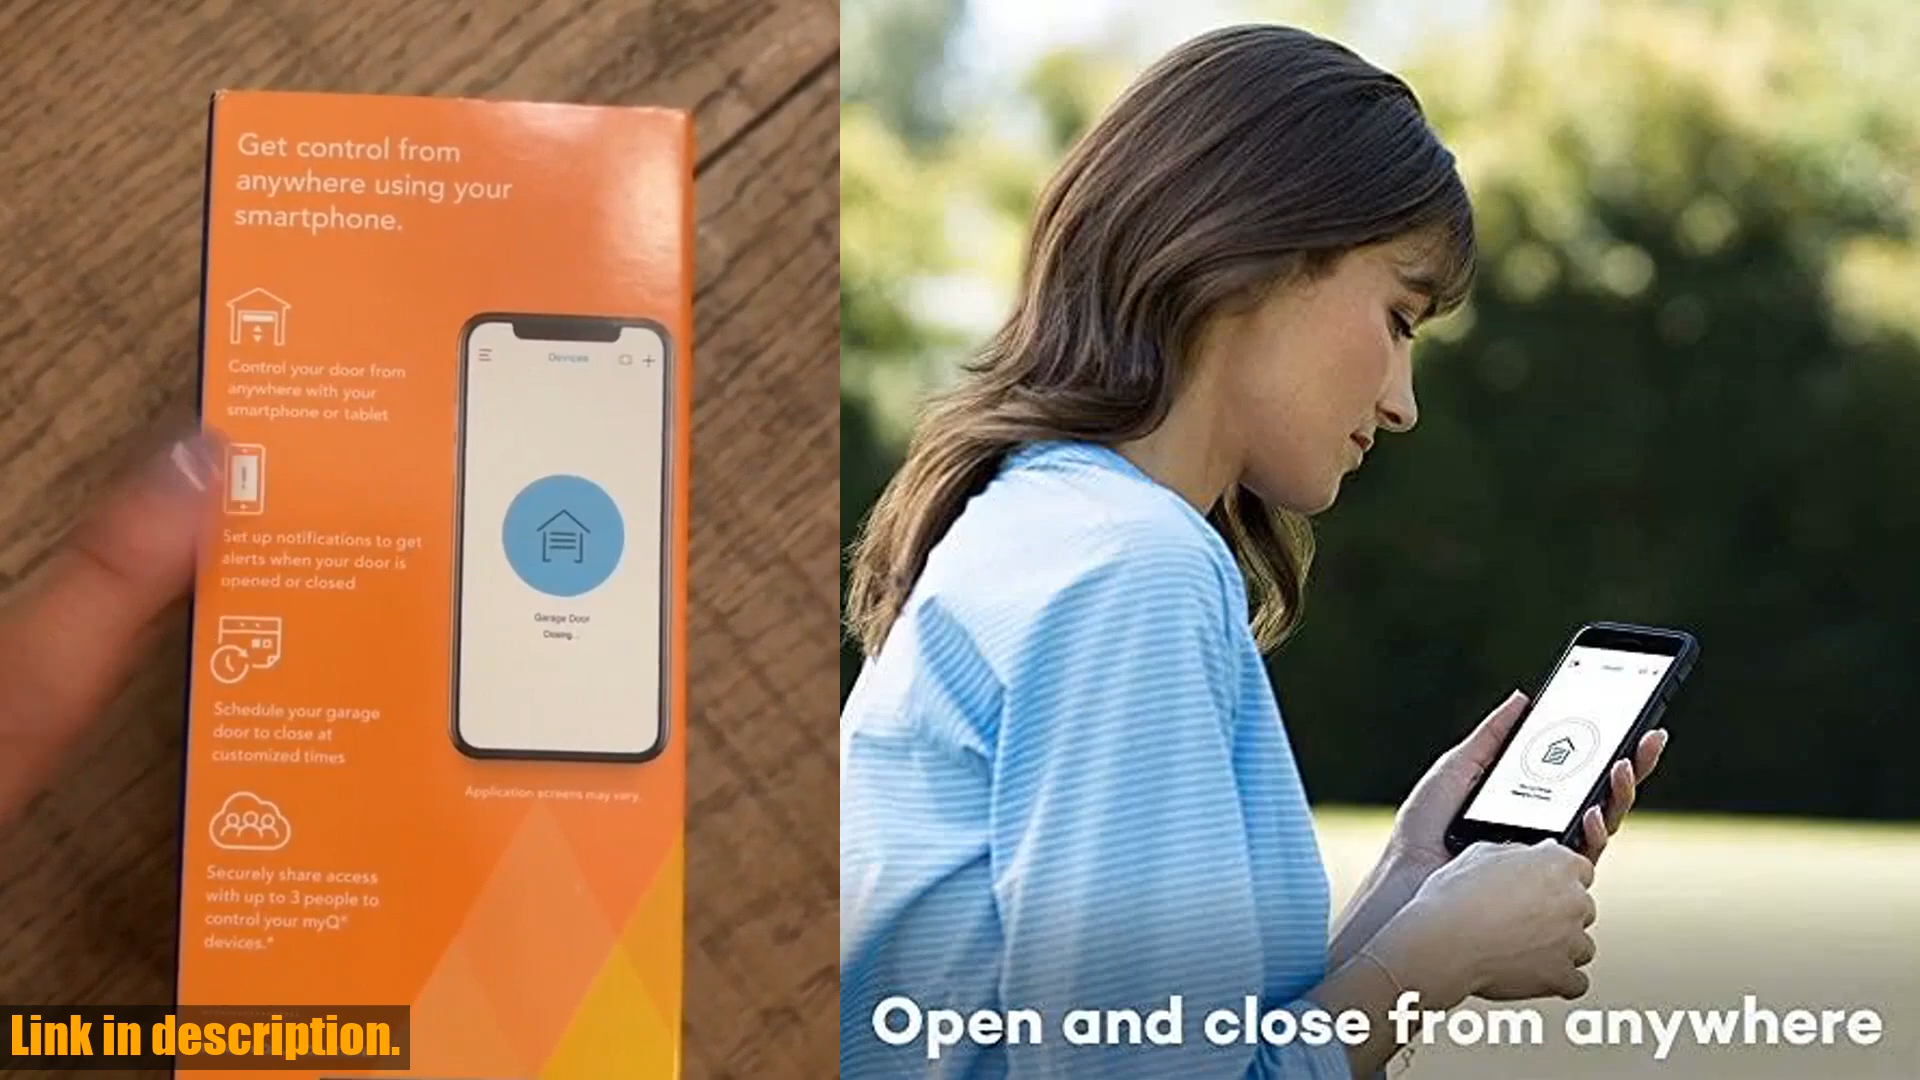 Get control from
anywhere using your
smartphone.
Control your door from
anywhere with your
smartphone or tablet
Set up notifications to get
alerts when your door is
opened or closed
Schedule your garage
door to close at
customized times
Securely share access
with up to 3 people to
control your myQ®
devices.*
Devices
Garage Door
Closing...
Application screens may vary.
Link in description.
Open and close from anywhere